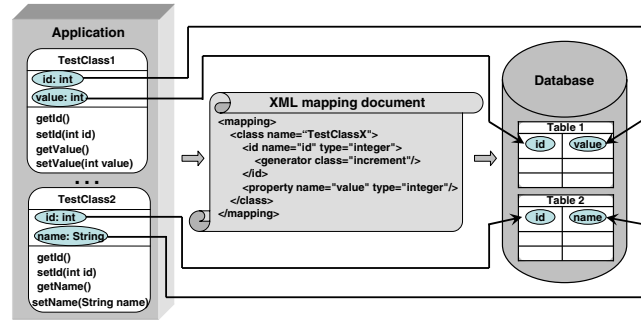 Application
TestClass1
id: int
value: int
getId()
setId(int id)
getValue()
setValue(int value)
...
TestClass2
id: int
name: String
getId()
setId(int id)
getName()
setName(String name)
XML mapping document
<mapping>
<class name="TestClassX">
<id name="id" type="integer">
<generator class="increment"/>
</id>
<property name="value" type="integer"/>
</class>
</mapping>
Database
Table 1
id value
Table 2
id name